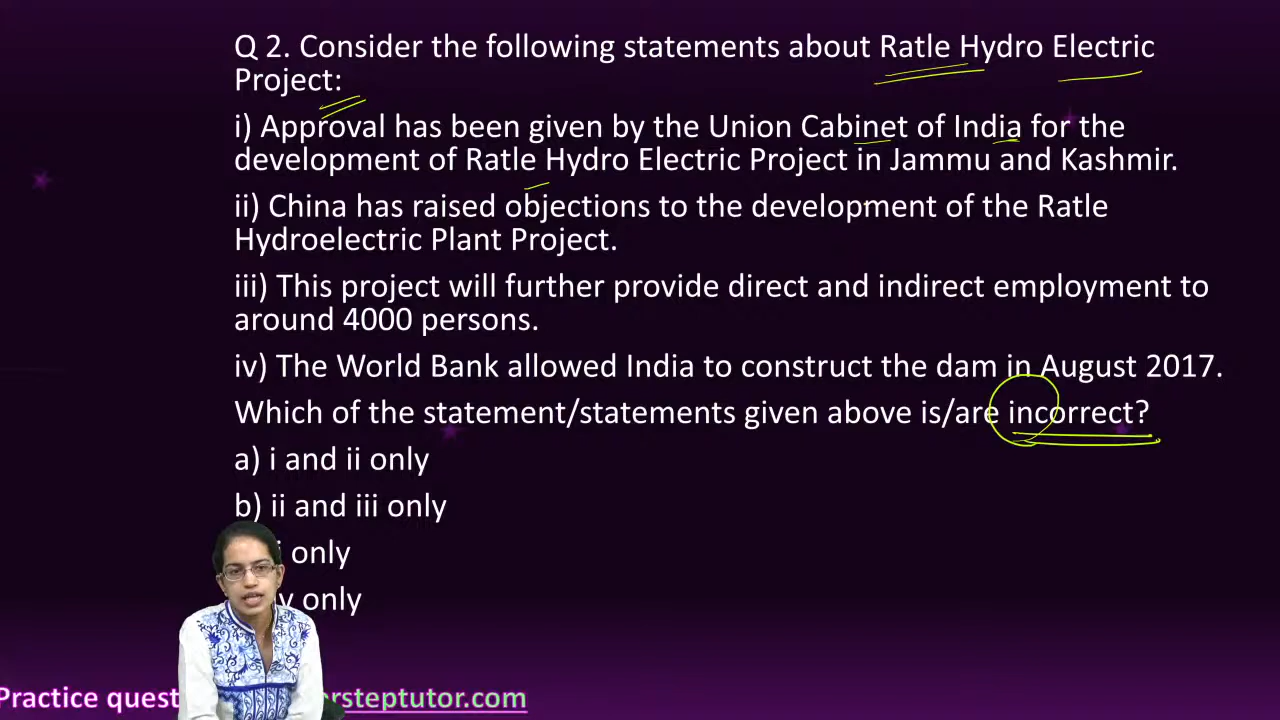 Q 2. Consider the following statements about Ratle Hydro Electric
Project:
i) Approval has been given by the Union Cabinet of India for the
development of Ratle Hydro Electric Project in Jammu and Kashmir.
ii) China has raised objections to the development of the Ratle
Hydroelectric Plant Project.
iii) This project will further provide direct and indirect employment to
around 4000 persons.
iv) The World Bank allowed India to construct the dam in August 2017.
Which of the statement/statements given above is/are incorrect?
a) i and ii only
b) ii and iii only
only
only
Practice steptutor.com